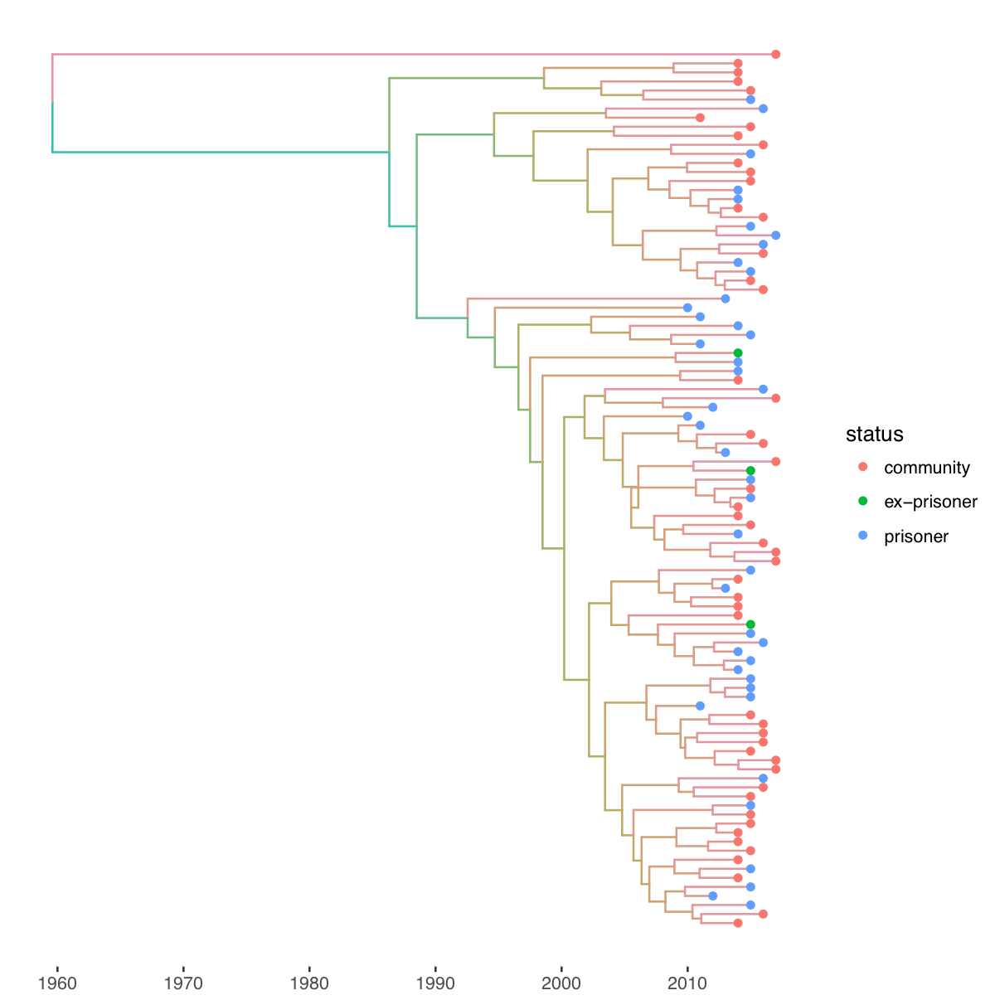 status
community
ex−prisoner
prisoner
1960 1970 1980 1990 2000 2010